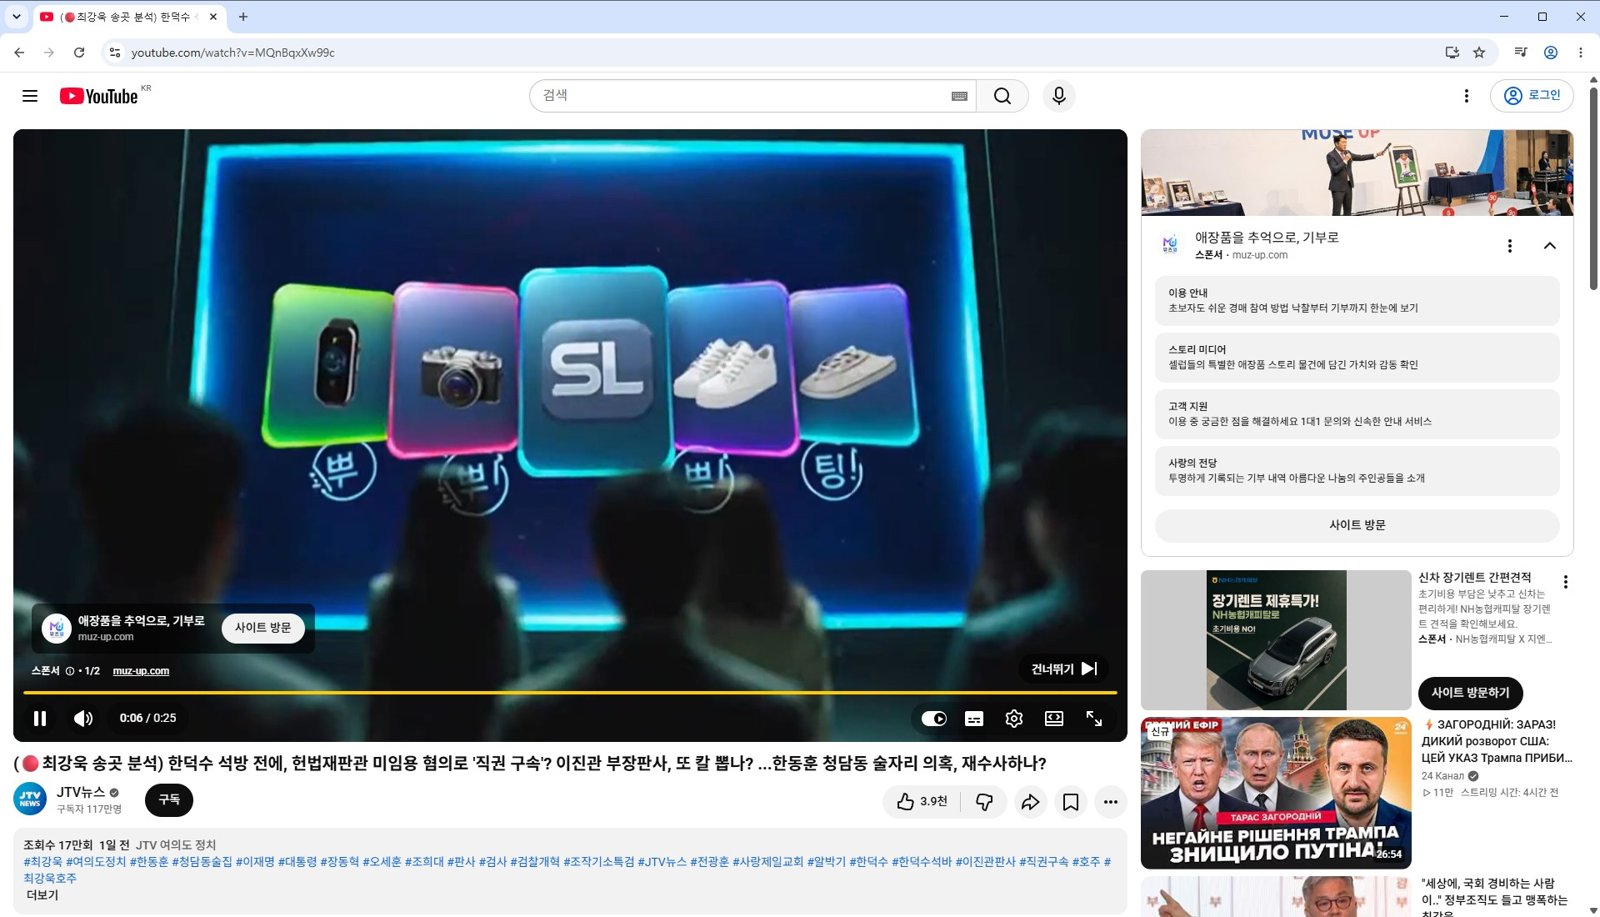 (🔴최강욱 송곳 분석) 한덕수
youtube.com/watch?v=MQnBqxXw99c
YouTube KR
검색
로그인
MUSE UP
애장품을 추억으로, 기부로
스폰서 · muz-up.com
이용 안내
초보자도 쉬운 경매 참여 방법 낙찰부터 기부까지 한눈에 보기
스토리 미디어
셀럽들의 특별한 애장품 스토리 물건에 담긴 가치와 감동 확인
고객 지원
이용 중 궁금한 점을 해결하세요 1대1 문의와 신속한 안내 서비스
사랑의 전당
투명하게 기록되는 기부 내역 아름다운 나눔의 주인공들을 소개
사이트 방문
SL
뿌 삐 삐! 팅!
애장품을 추억으로, 기부로
muz-up.com
사이트 방문
스폰서 · 1/2 muz-up.com
건너뛰기
0:06 / 0:25
(🔴최강욱 송곳 분석) 한덕수 석방 전에, 헌법재판관 미임용 혐의로 '직권 구속'? 이진관 부장판사, 또 칼 뽑나? ...한동훈 청담동 술자리 의혹, 재수사하나?
JTV NEWS
JTV뉴스
구독자 117만명
구독
3.9천
조회수 17만회 1일 전 JTV 여의도 정치
#최강욱 #여의도정치 #한동훈 #청담동술집 #이재명 #대통령 #장동혁 #오세훈 #조희대 #판사 #검사 #검찰개혁 #조작기소특검 #JTV뉴스 #전광훈 #사랑제일교회 #알박기 #한덕수 #한덕수석바 #이진관판사 #직권구속 #호주 #
최강욱호주
더보기
NH농협캐피탈
장기렌트 제휴특가!
NH농협캐피탈로
초기비용 NO!
신차 장기렌트 간편견적
초기비용 부담은 낮추고 신차는
편리하게! NH농협캐피탈 장기렌
트 견적을 확인해보세요.
스폰서 · NH농협캐피탈 X 지엔...
사이트 방문하기
ПРЯМИЙ ЕФІР
신규
24
ТАРАС ЗАГОРОДНІЙ
НЕГАЙНЕ РІШЕННЯ ТРАМПА
ЗНИЩИЛО ПУТІНА!
26:54
⚡ЗАГОРОДНІЙ: ЗАРАЗ!
ДИКИЙ розворот США:
ЦЕЙ УКАЗ Трампа ПРИБИ...
24 Канал
11만 스트리밍 시간: 4시간 전
"세상에, 국회 경비하는 사람
이.." 정부조직도 들고 맹폭하는
최강욱